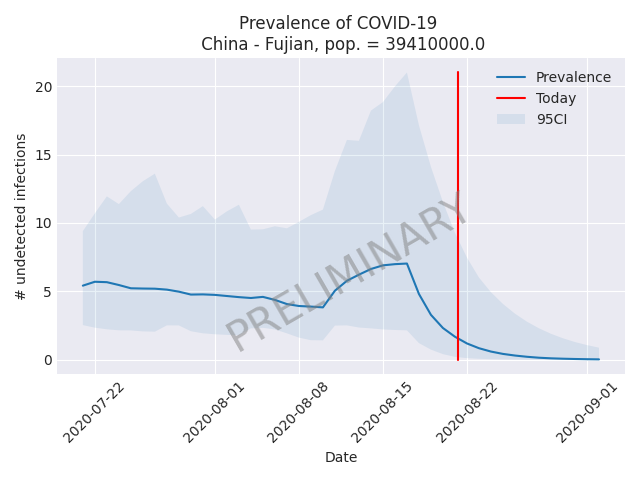 Prevalence of COVID-19
China - Fujian, pop. = 39410000.0
# undetected infections
20
15
10
5
0
Prevalence
Today
95CI
PRELIMINARY
2020-07-22
2020-08-01
2020-08-08
2020-08-15
2020-08-22
2020-09-01
Date